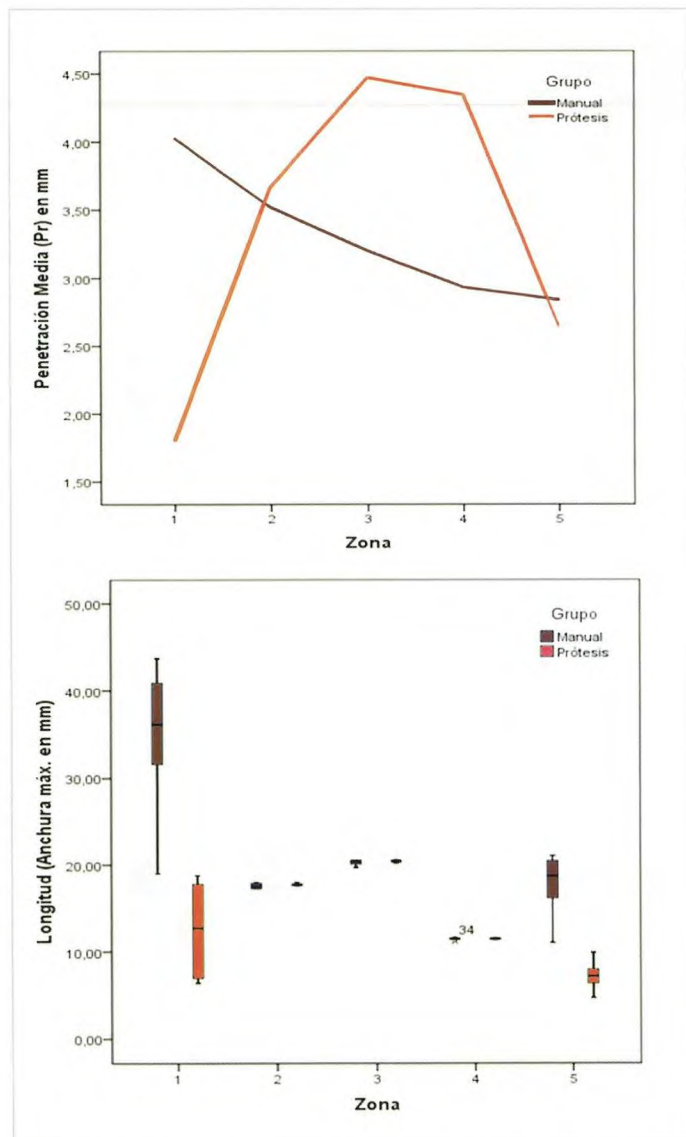 Penetración Media (Pr) en mm
4,50
4,00
3,50
3,00
2,50
2,00
1,50
Grupo
Manual
Prótesis
1 2 3 4 5
Zona
Longitud (Anchura máx. en mm)
50,00
40,00
30,00
20,00
10,00
0,00
Grupo
Manual
Prótesis
34
1 2 3 4 5
Zona